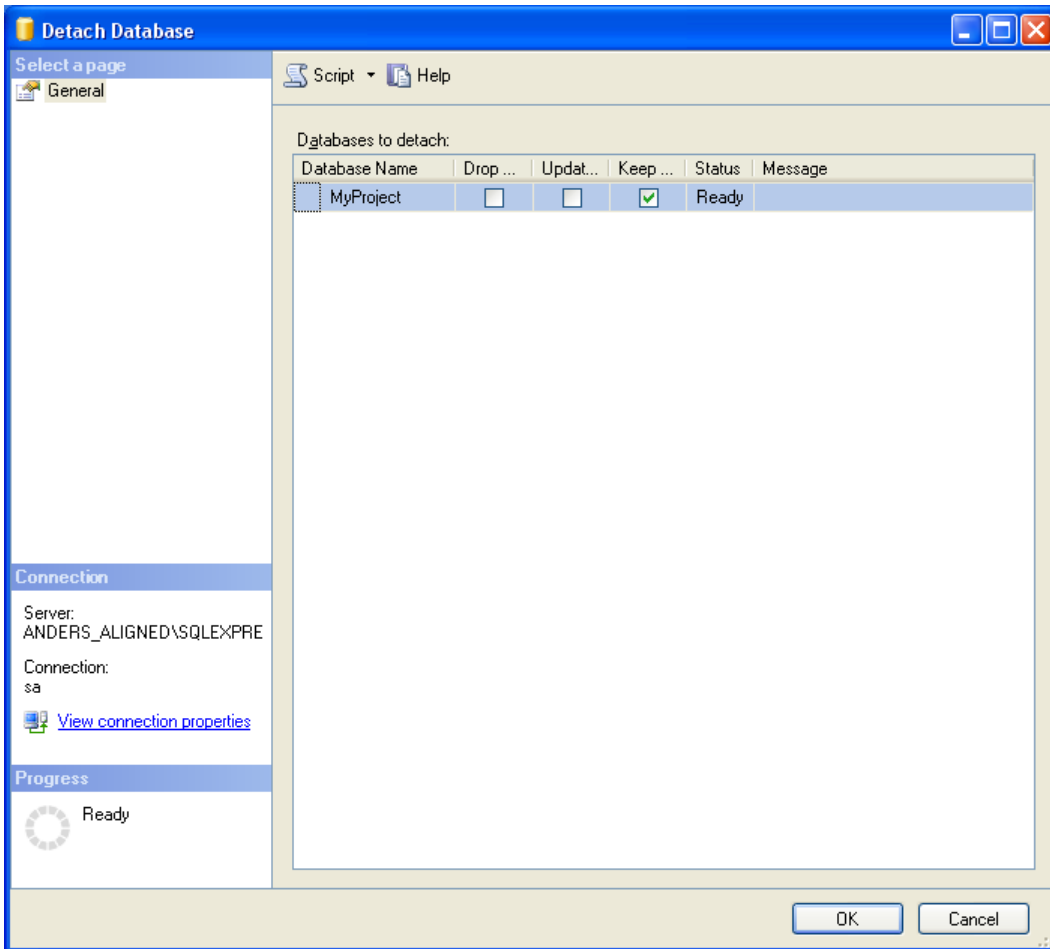 Detach Database
Select a page
General
Script Help
Databases to detach:
Database Name Drop ... Updat... Keep ... Status Message
MyProject Ready
Connection
Server:
ANDERS_ALIGNED\SQLEXPRE
Connection:
sa
View connection properties
Progress
Ready
OK Cancel